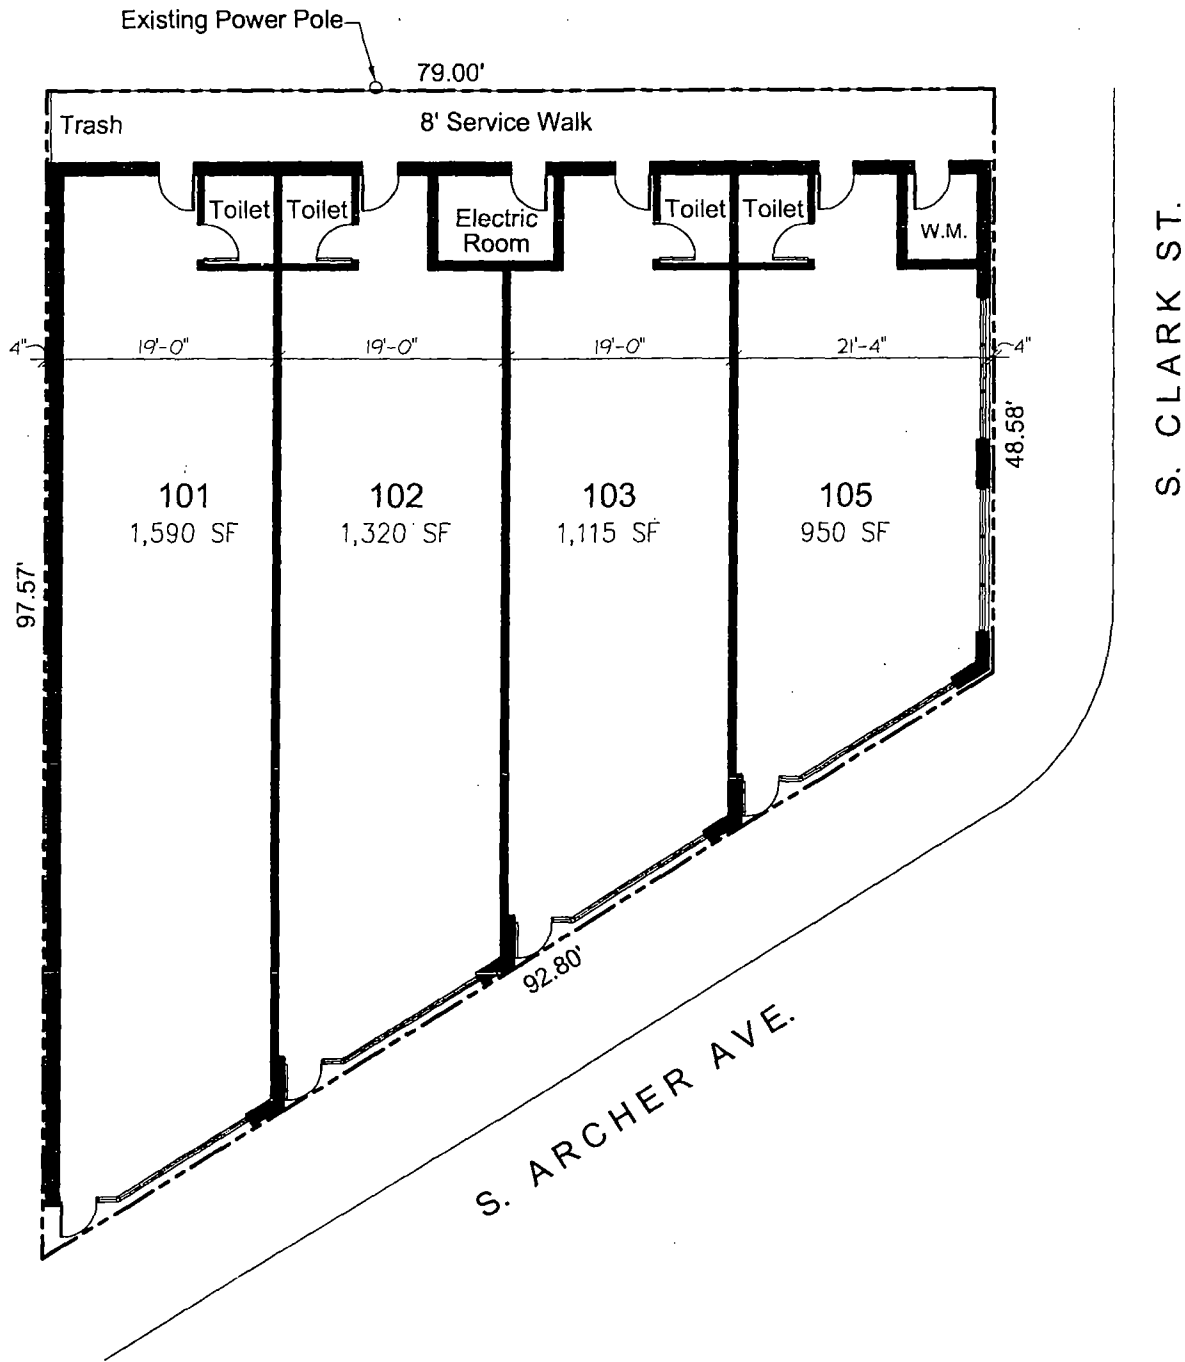 Existing Power Pole
79.00'
Trash
8' Service Walk
Toilet
Toilet
Electric
Room
Toilet
Toilet
W.M.
S. CLARK ST.
4"
19'-0"
19'-0"
19'-0"
21'-4"
4"
48.58'
101
1,590 SF
102
1,320 SF
103
1,115 SF
105
950 SF
97.57'
92.80'
S. ARCHER AVE.